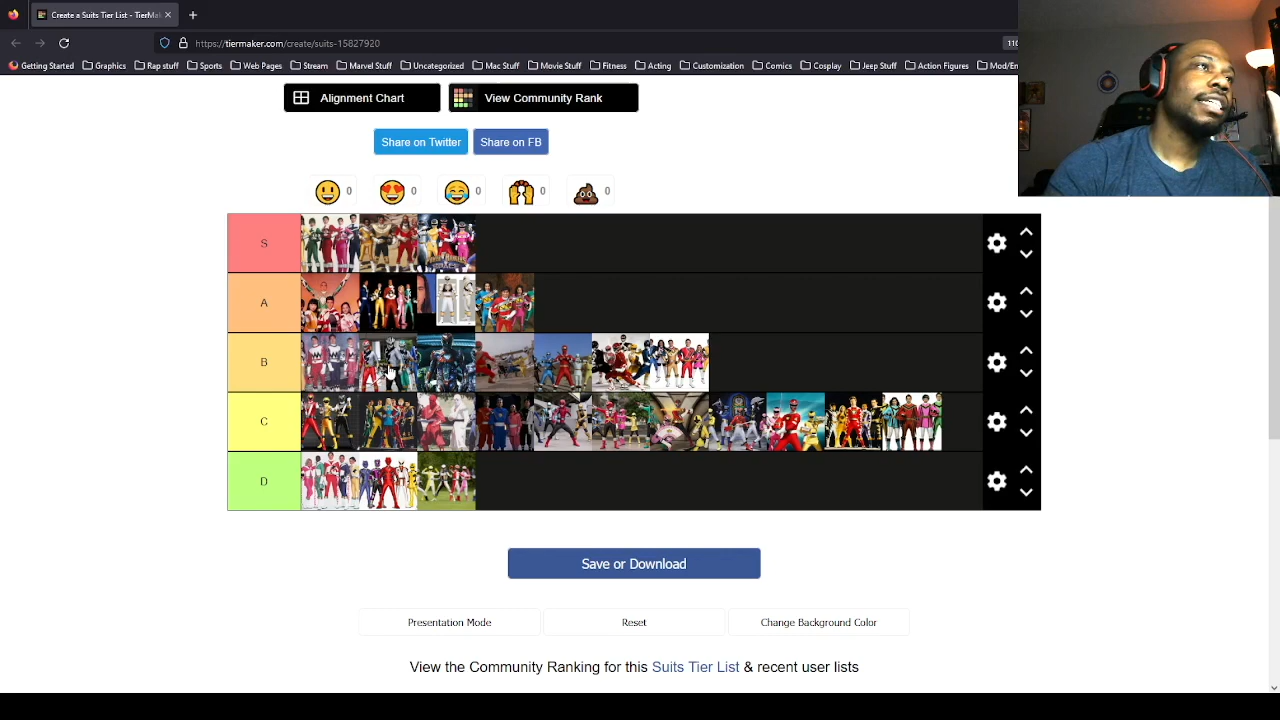 Create a Suits Tier List - TierMa
https://tiermaker.com/create/suits-15827920
110
Getting Started Graphics Rap stuff Sports Web Pages Stream Marvel Stuff Uncategorized Mac Stuff Movie Stuff Fitness Acting Customization Comics Cosplay Jeep Stuff Action Figures Mod/En
Alignment Chart View Community Rank
Share on Twitter Share on FB
0 0 0 0 0
S
A
B
C
D
Save or Download
Presentation Mode Reset Change Background Color
View the Community Ranking for this Suits Tier List & recent user lists